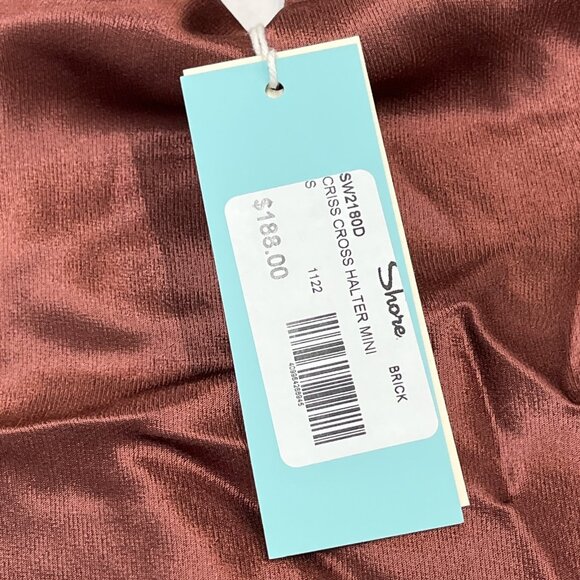 Shore
SW2180D BRICK
CRISS CROSS HALTER MINI
S 1122
$188.00